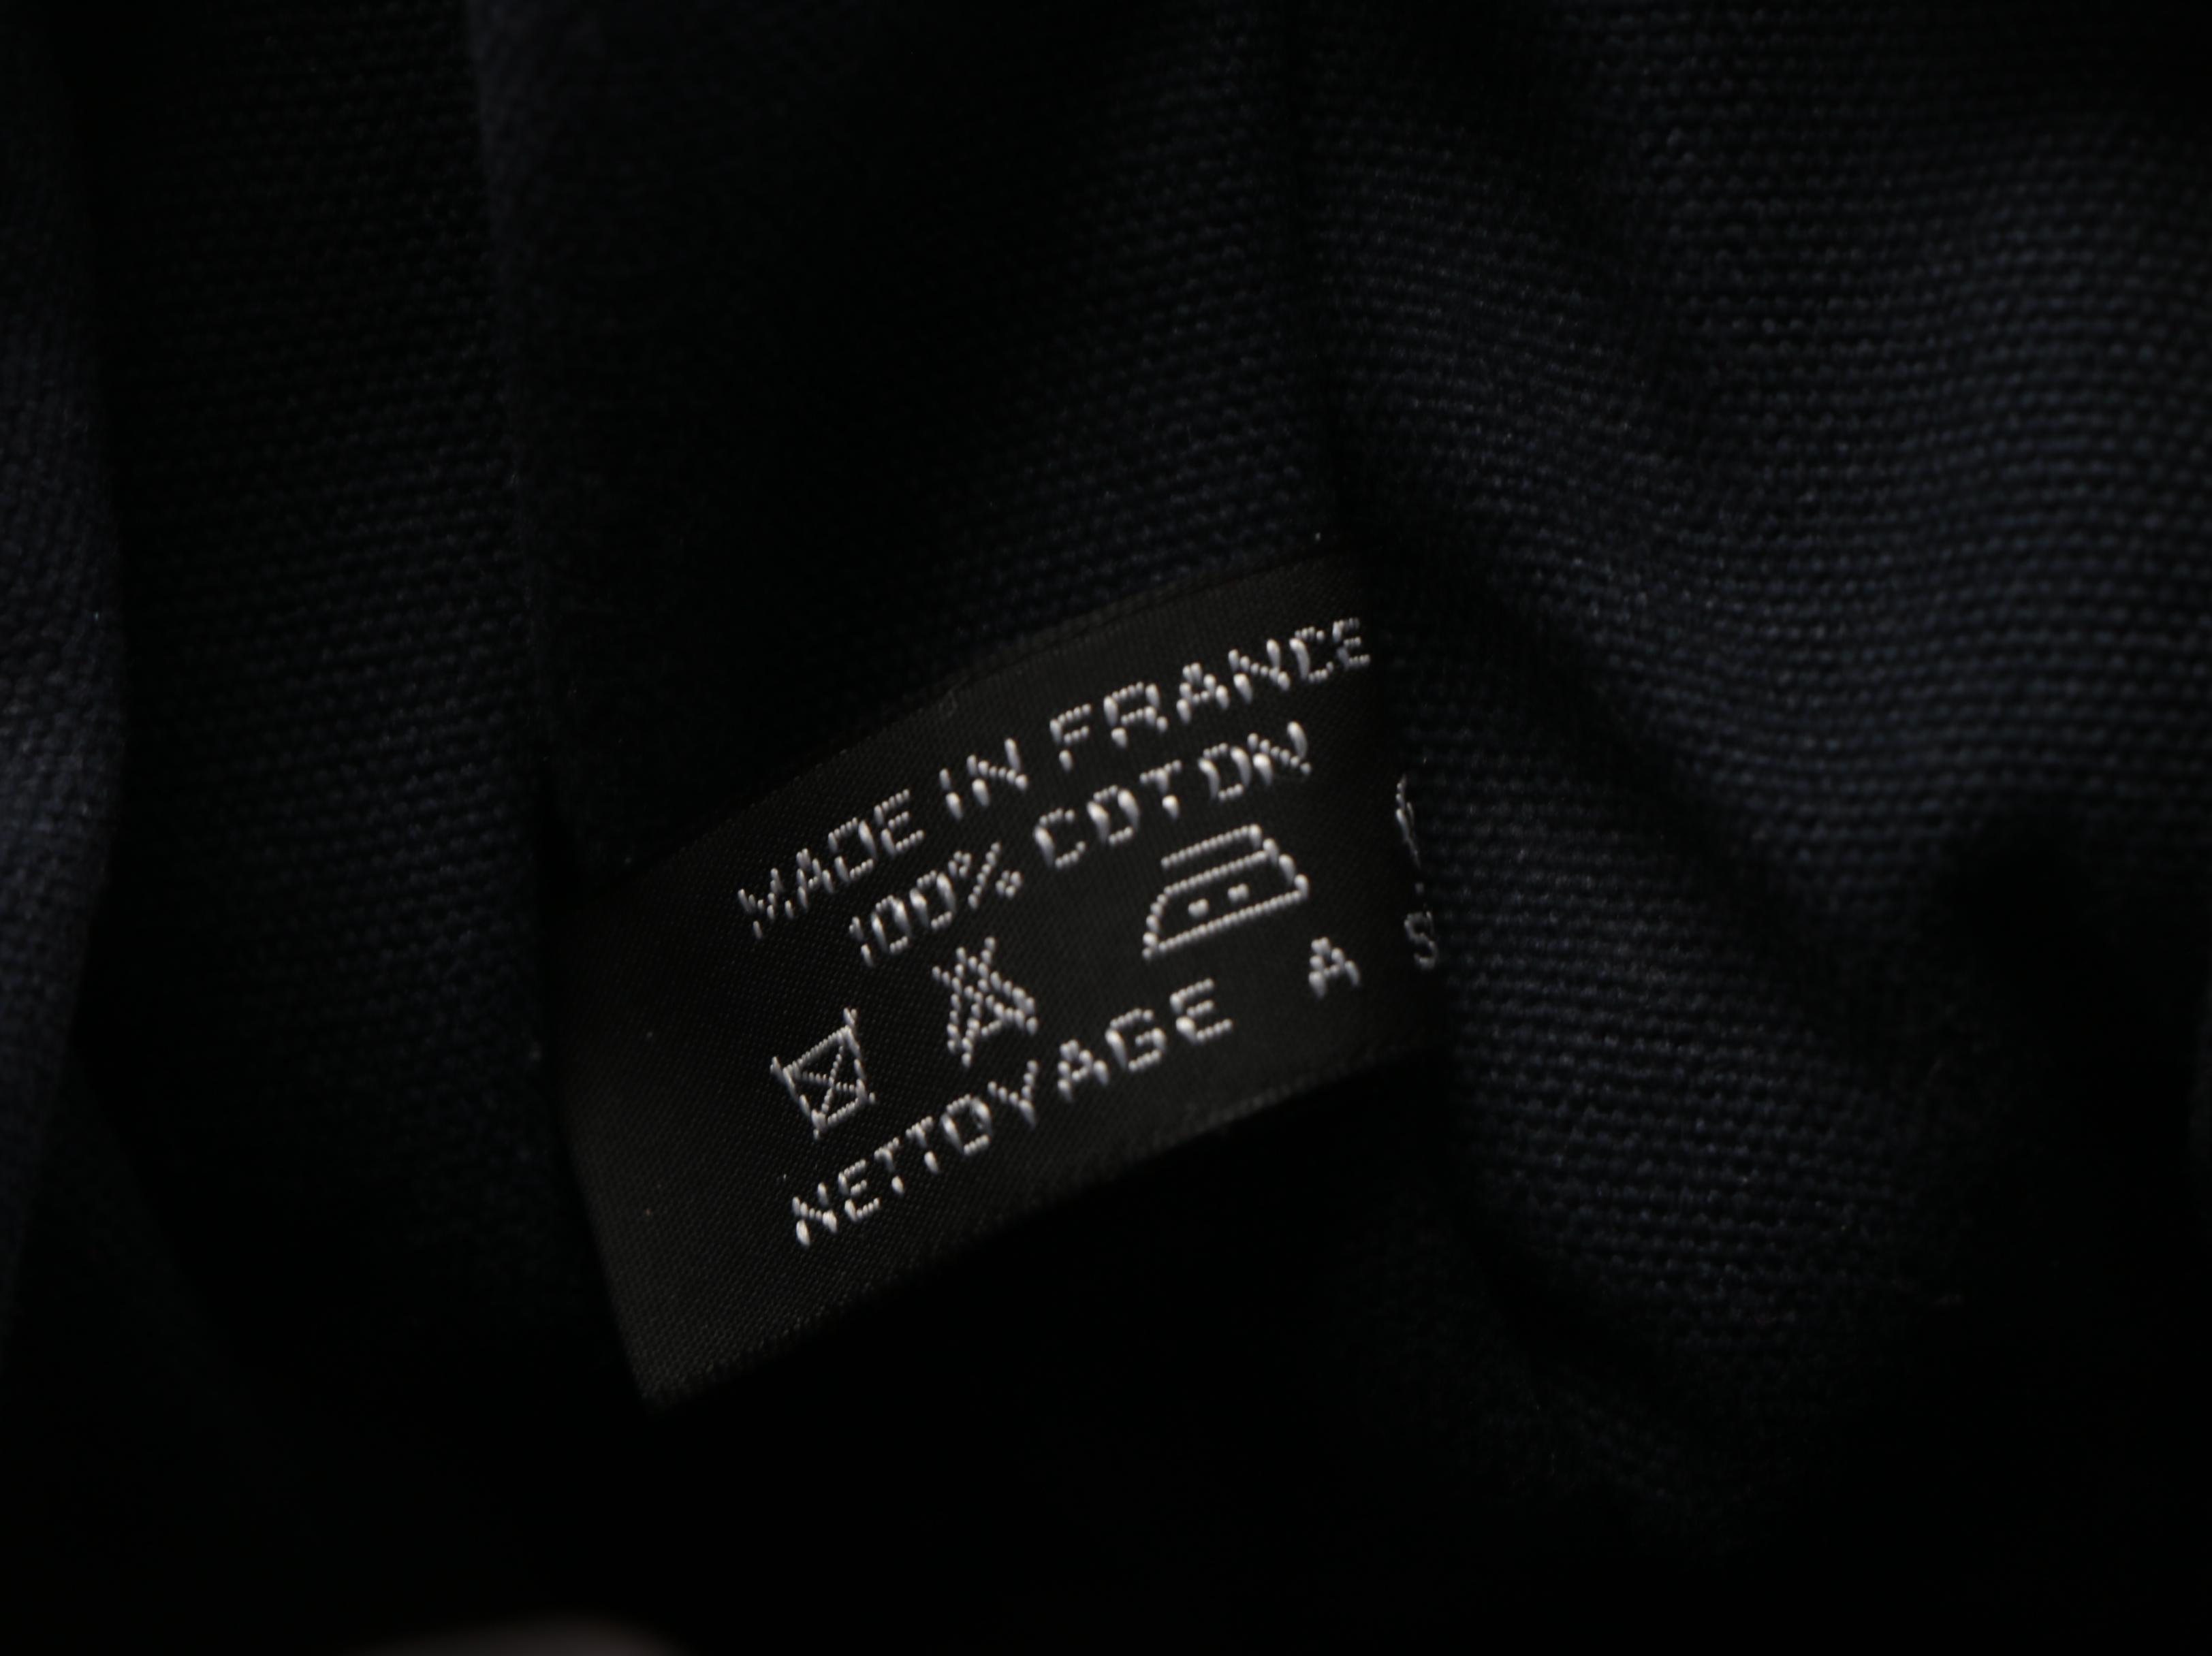 MADE IN FRANCE
100% COTON
NETTOYAGE A S